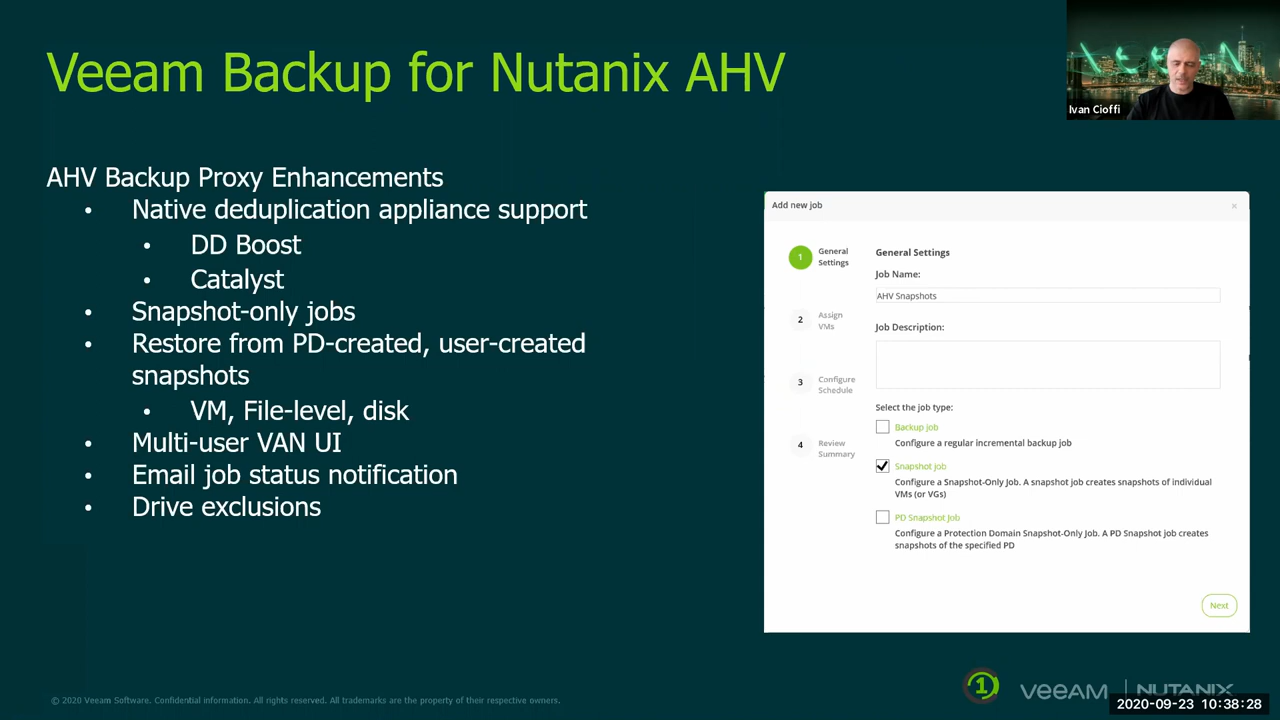 Veeam Backup for Nutanix AHV
Ivan Cioffi
AHV Backup Proxy Enhancements
• Native deduplication appliance support
• DD Boost
• Catalyst
• Snapshot-only jobs
• Restore from PD-created, user-created
snapshots
• VM, File-level, disk
• Multi-user VAN UI
• Email job status notification
• Drive exclusions
Add new job
×
1
General
Settings
2
Assign
VMs
3
Configure
Schedule
4
Review
Summary
General Settings
Job Name:
AHV Snapshots
Job Description:
Select the job type:
Backup job
Configure a regular incremental backup job
Snapshot job
Configure a Snapshot-Only Job. A snapshot job creates snapshots of individual
VMs (or VGs)
PD Snapshot Job
Configure a Protection Domain Snapshot-Only Job. A PD Snapshot job creates
snapshots of the specified PD
Next
© 2020 Veeam Software. Confidential information. All rights reserved. All trademarks are the property of their respective owners.
1
veeAM | NUTANIX
2020-09-23 10:38:28